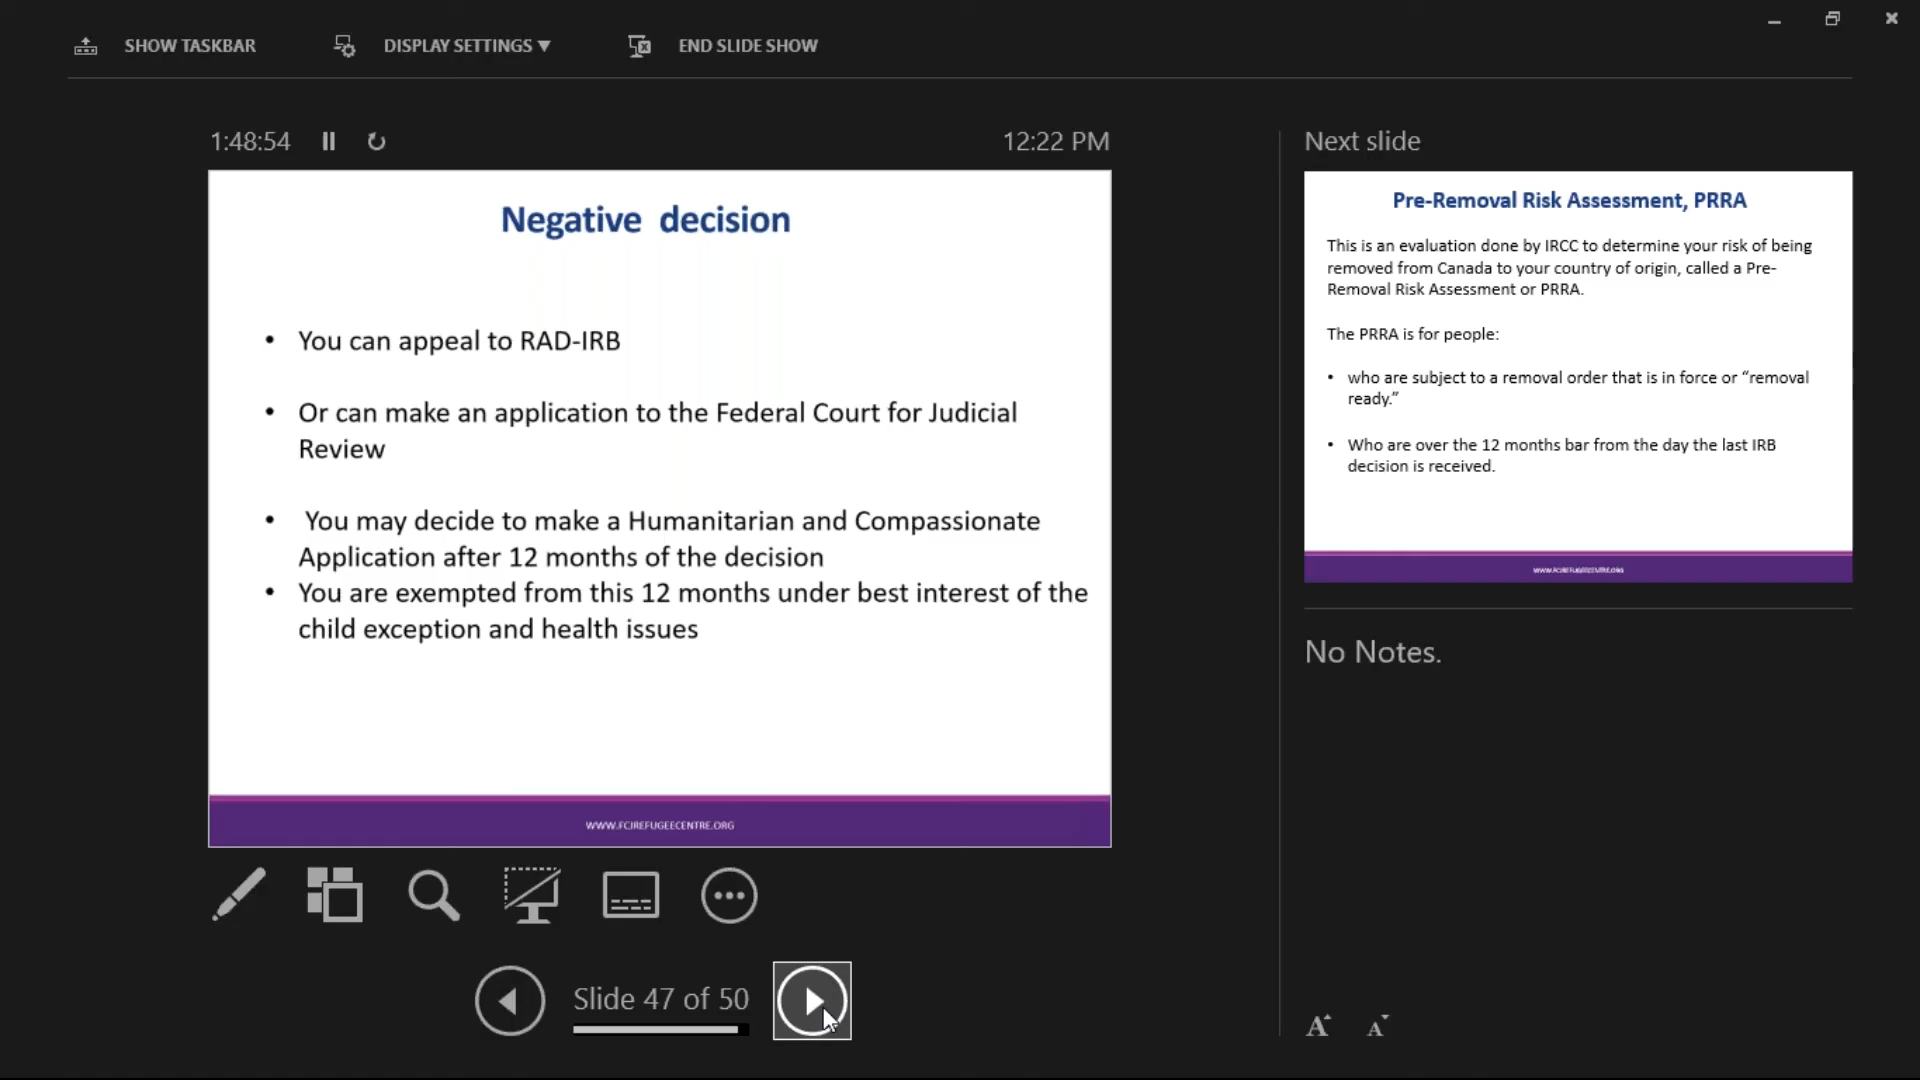 SHOW TASKBAR
DISPLAY SETTINGS ▼
END SLIDE SHOW
1:48:54
12:22 PM
Negative decision
• You can appeal to RAD-IRB
• Or can make an application to the Federal Court for Judicial
Review
• You may decide to make a Humanitarian and Compassionate
Application after 12 months of the decision
• You are exempted from this 12 months under best interest of the
child exception and health issues
WWW.FCJREFUGEECENTRE.ORG
Slide 47 of 50
Next slide
Pre-Removal Risk Assessment, PRRA
This is an evaluation done by IRCC to determine your risk of being
removed from Canada to your country of origin, called a Pre-
Removal Risk Assessment or PRRA.
The PRRA is for people:
• who are subject to a removal order that is in force or “removal
ready.”
• Who are over the 12 months bar from the day the last IRB
decision is received.
WWW.FCJREFUGEECENTRE.ORG
No Notes.
A A